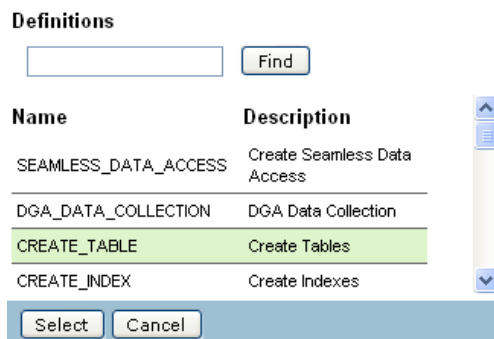 Definitions
Find
Name Description
SEAMLESS_DATA_ACCESS Create Seamless Data
Access
DGA_DATA_COLLECTION DGA Data Collection
CREATE_TABLE Create Tables
CREATE_INDEX Create Indexes
Select Cancel